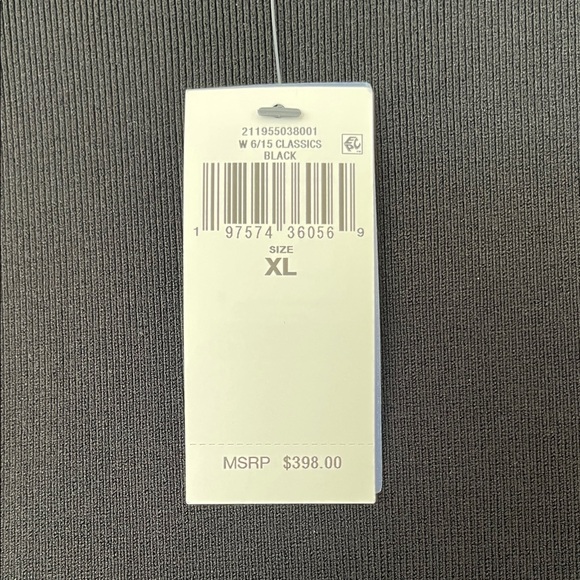 211955038001
W 6/15 CLASSICS
BLACK
1 97574 36056 9
SIZE
XL
MSRP $398.00